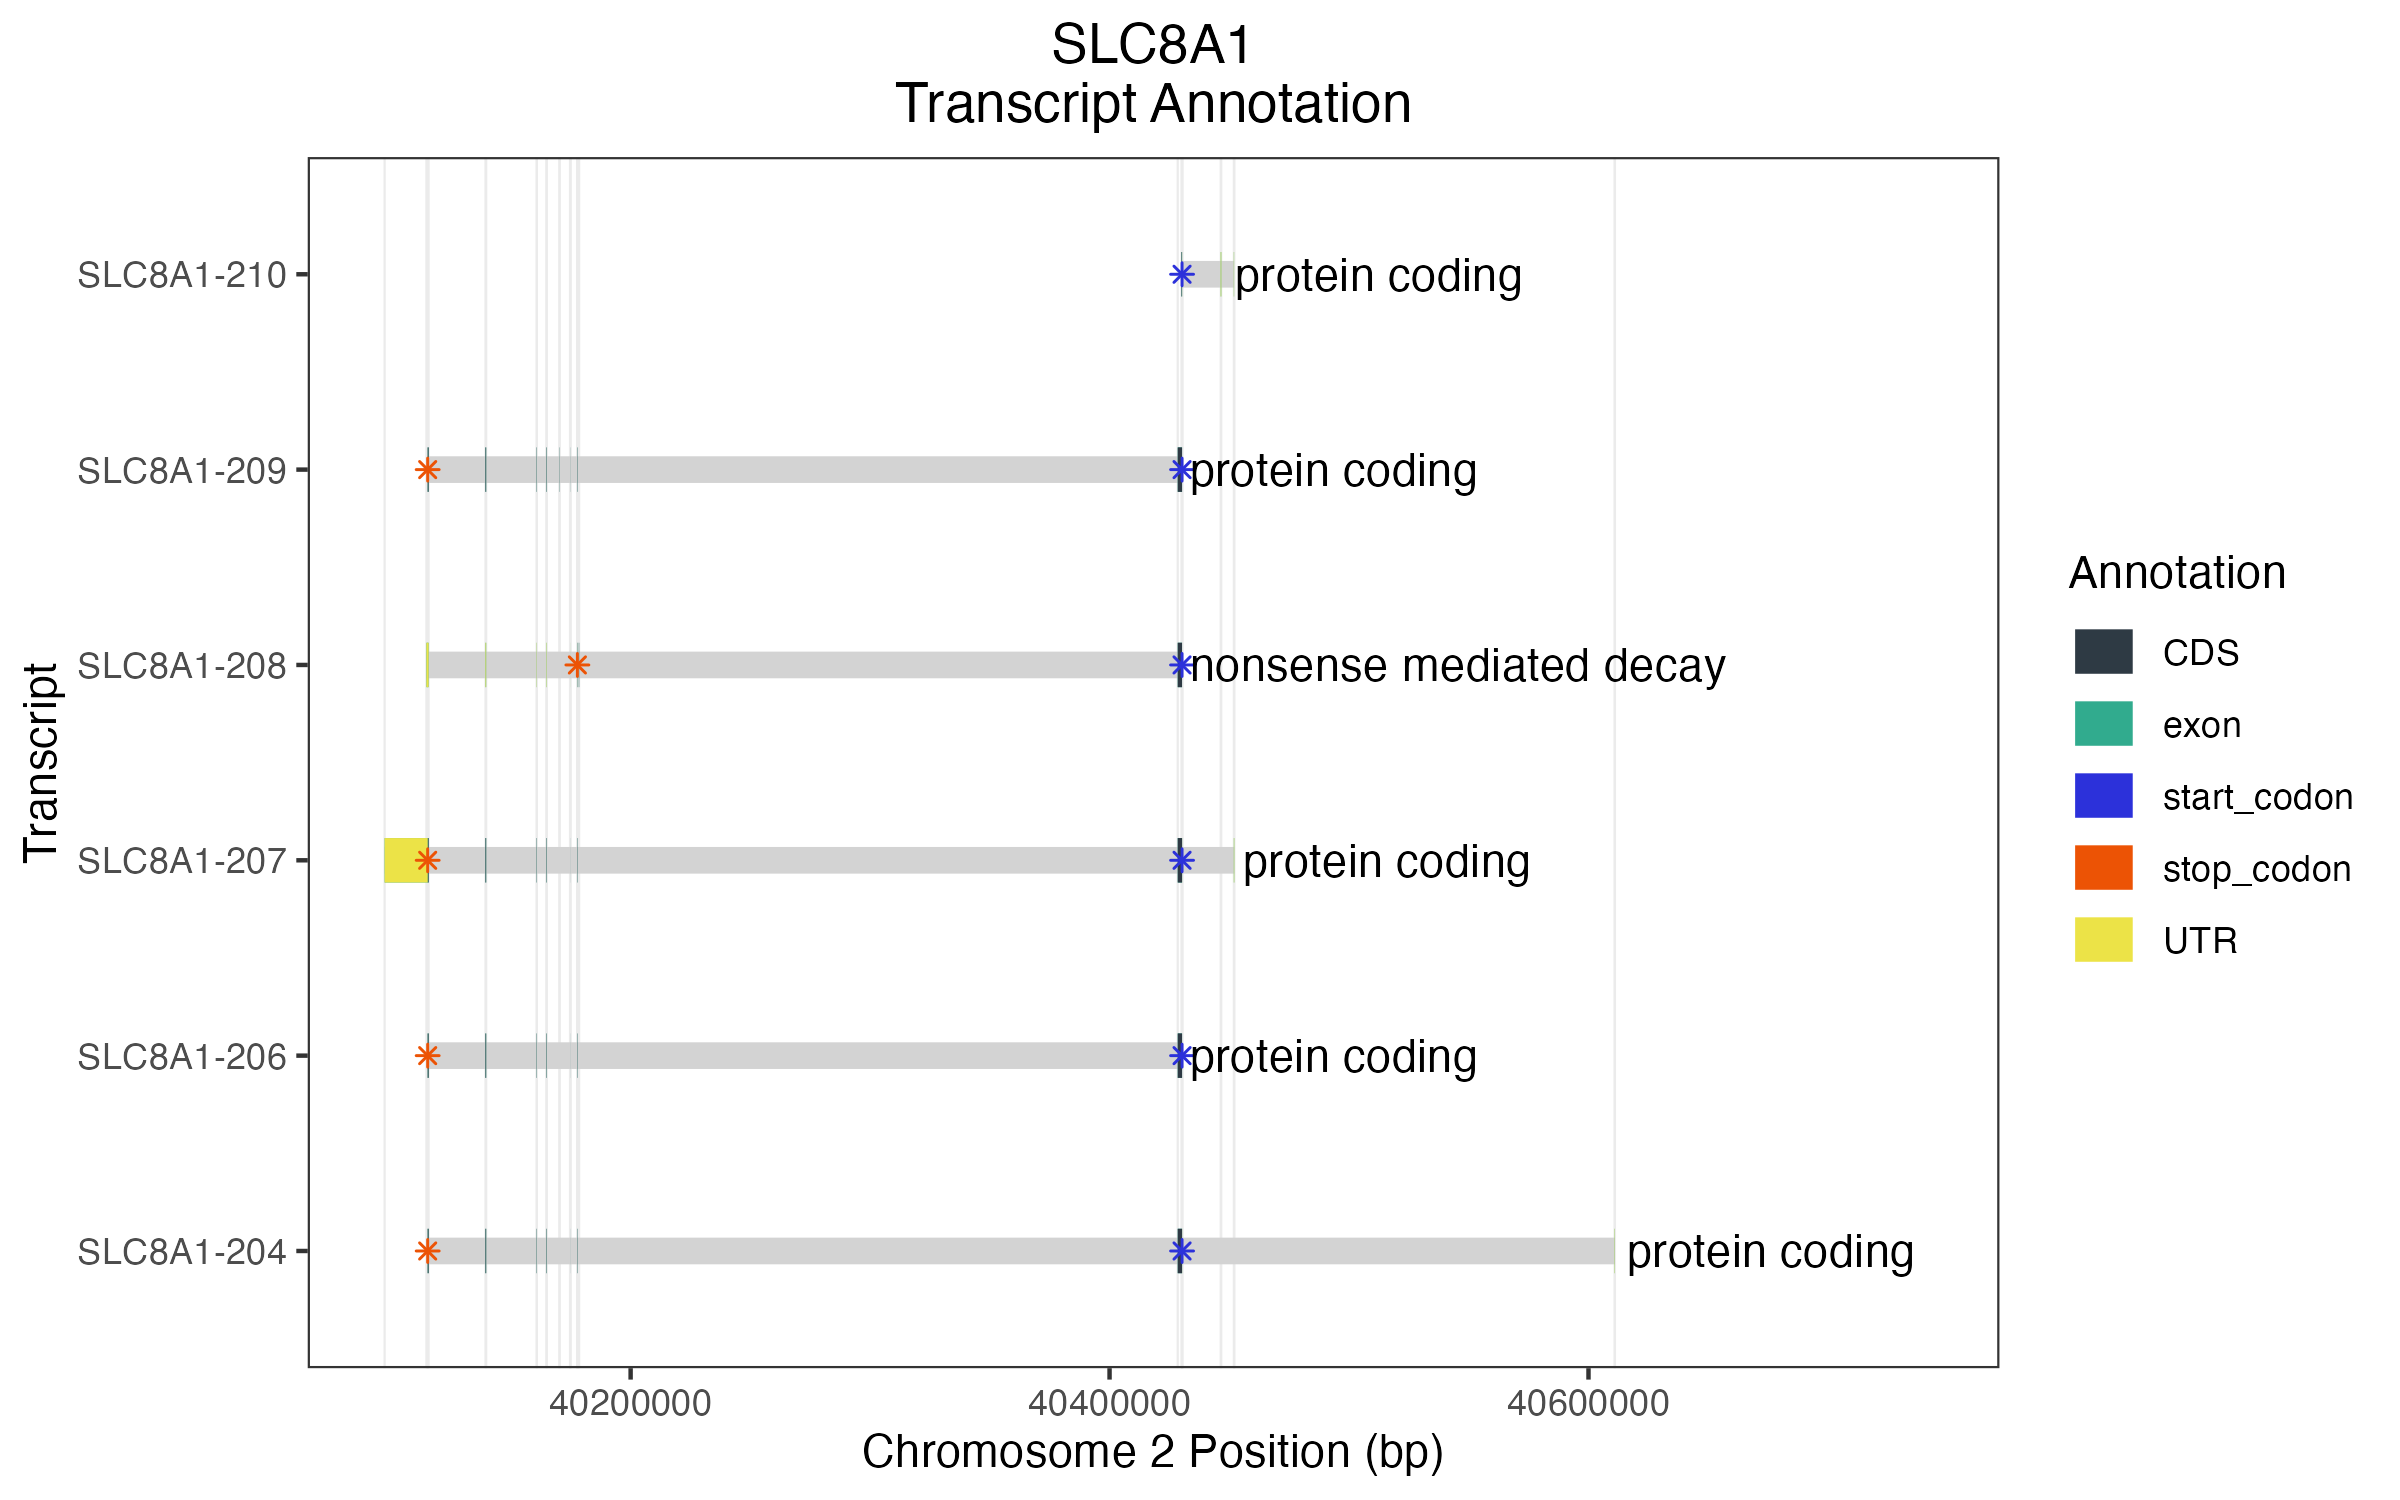 SLC8A1
Transcript Annotation
Transcript
SLC8A1-210
protein coding
SLC8A1-209
protein coding
SLC8A1-208
nonsense mediated decay
SLC8A1-207
protein coding
SLC8A1-206
protein coding
SLC8A1-204
protein coding
40200000
40400000
40600000
Chromosome 2 Position (bp)
Annotation
CDS
exon
start_codon
stop_codon
UTR